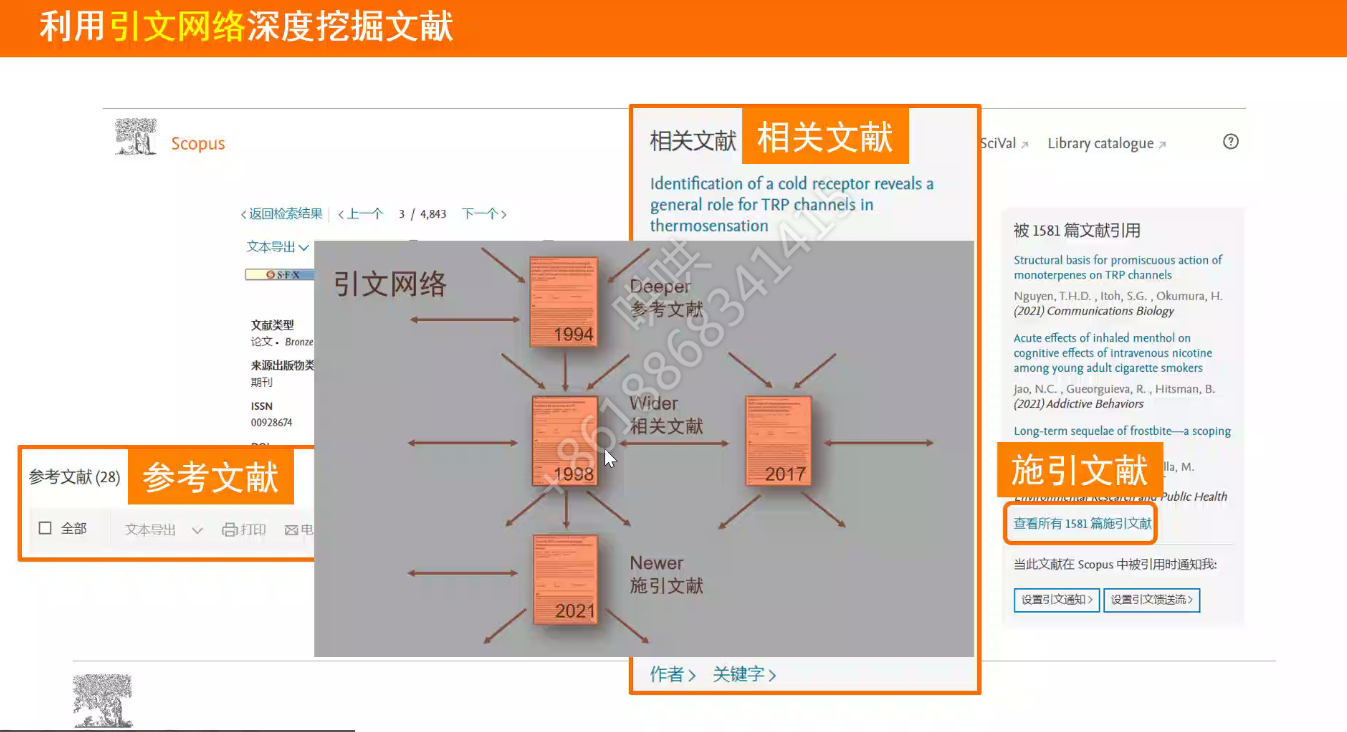 利用引文网络深度挖掘文献
Scopus
相关文献
相关文献
SciVal
Library catalogue
Identification of a cold receptor reveals a
general role for TRP channels in
thermosensation
返回检索结果
上一个
3 / 4,843
下一个
文本导出
S·F·X
文献类型
论文 • Bronze
来源出版物类
期刊
ISSN
00928674
参考文献 (28)
参考文献
全部
文本导出
打印
引文网络
1994
Deeper
参考文献
1998
Wider
相关文献
2017
2021
Newer
施引文献
哄哄
+8618868341415
作者
关键字
被 1581 篇文献引用
Structural basis for promiscuous action of
monoterpenes on TRP channels
Nguyen, T.H.D. , Itoh, S.G. , Okumura, H.
(2021) Communications Biology
Acute effects of inhaled menthol on
cognitive effects of intravenous nicotine
among young adult cigarette smokers
Jao, N.C. , Gueorguieva, R. , Hitsman, B.
(2021) Addictive Behaviors
Long-term sequelae of frostbite—a scoping
施引文献
lla, M.
Environmental Research and Public Health
查看所有 1581 篇施引文献
当此文献在 Scopus 中被引用时通知我:
设置引文通知
设置引文馈送流